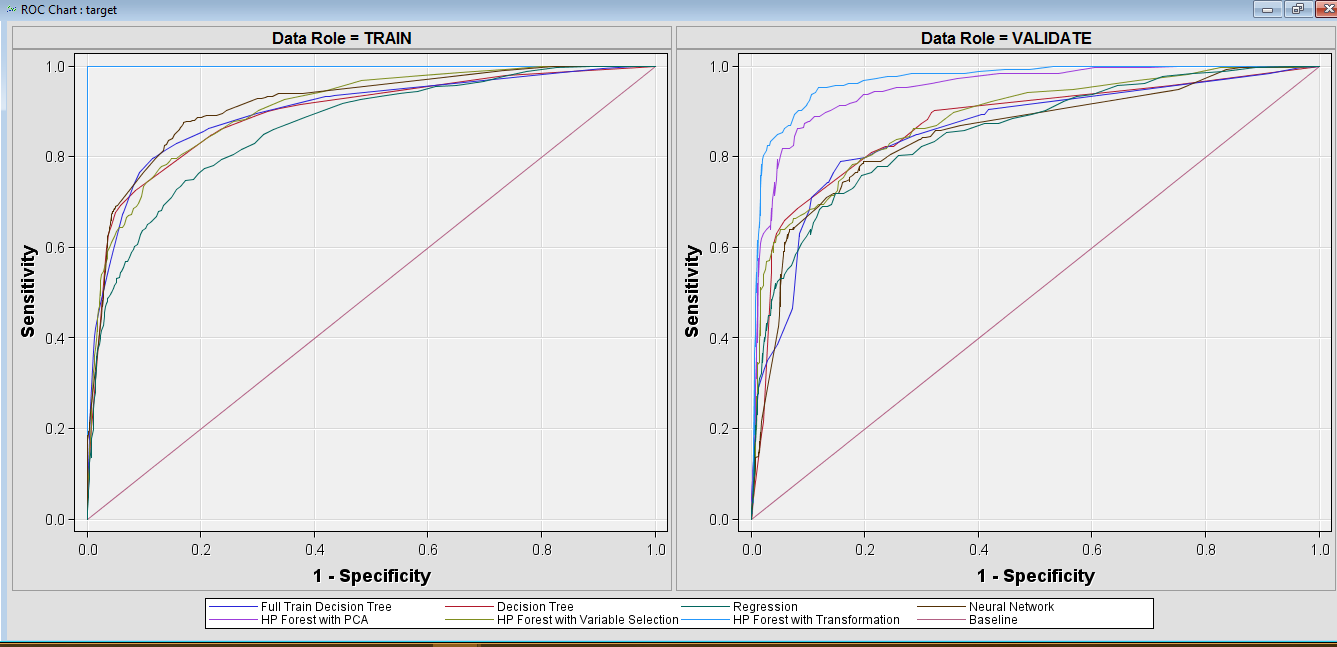 ROC Chart : target
Data Role = TRAIN
Data Role = VALIDATE
Sensitivity
1.0
0.8
0.6
0.4
0.2
0.0
0.0 0.2 0.4 0.6 0.8 1.0
1 - Specificity
Sensitivity
1.0
0.8
0.6
0.4
0.2
0.0
0.0 0.2 0.4 0.6 0.8 1.0
1 - Specificity
Full Train Decision Tree Decision Tree Regression Neural Network
HP Forest with PCA HP Forest with Variable Selection HP Forest with Transformation Baseline